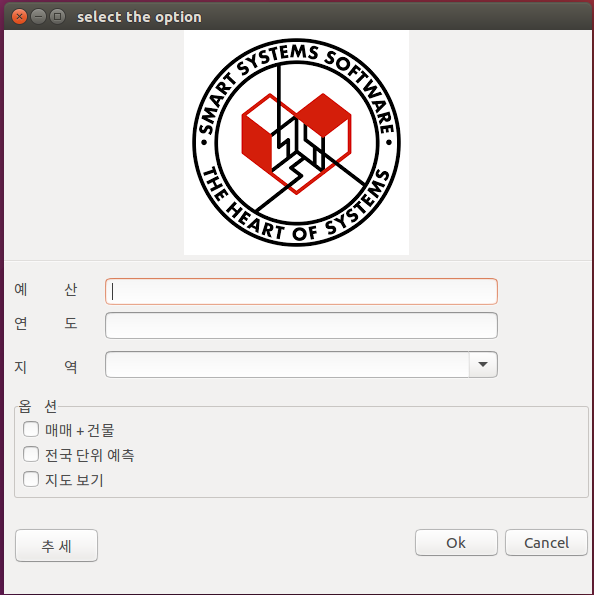 select the option
SMART SYSTEMS SOFTWARE
THE HEART OF SYSTEMS
예 산
연 도
지 역
옵 션
매매 + 건물
전국 단위 예측
지도 보기
추 세
Ok
Cancel